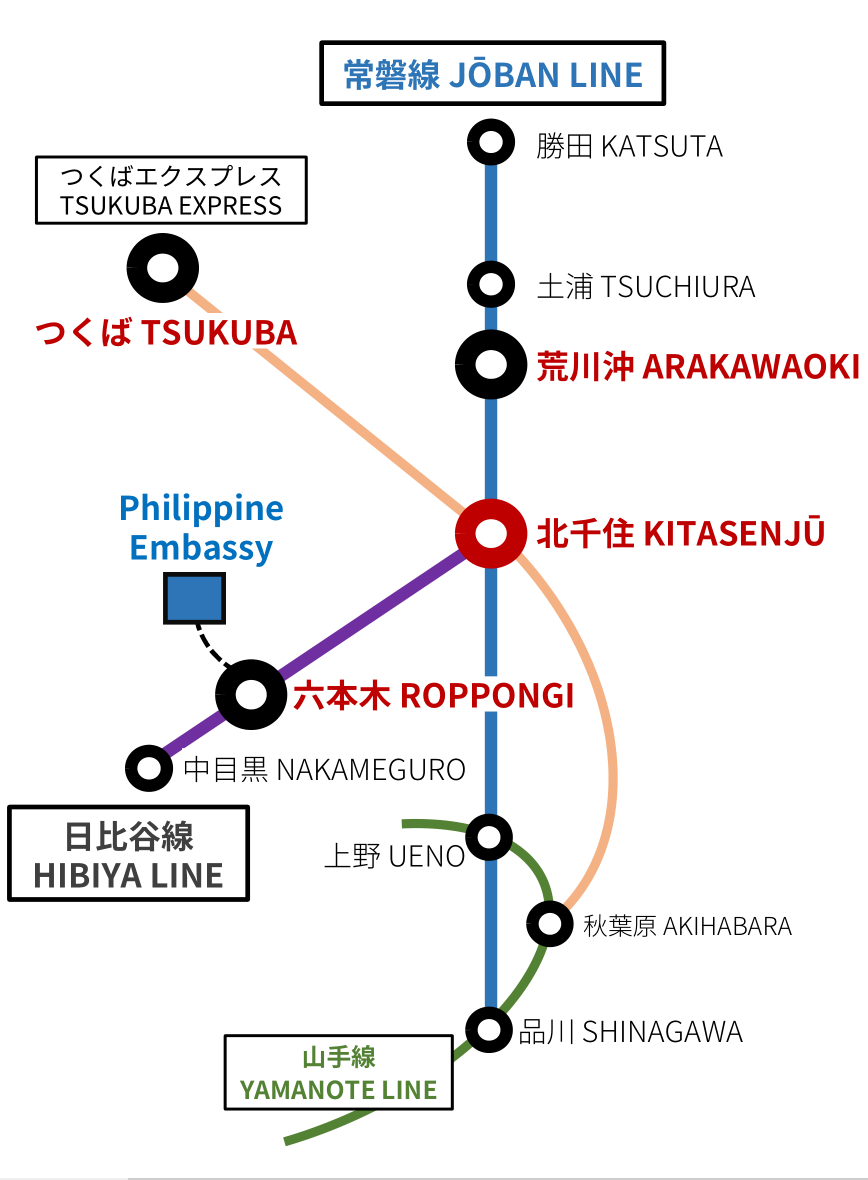 常磐線 JŌBAN LINE
勝田 KATSUTA
つくばエクスプレス
TSUKUBA EXPRESS
土浦 TSUCHIURA
つくば TSUKUBA
荒川沖 ARAKAWAOKI
Philippine
Embassy
北千住 KITASENJŪ
六本木 ROPPONGI
中目黒 NAKAMEGURO
日比谷線
HIBIYA LINE
上野 UENO
秋葉原 AKIHABARA
品川 SHINAGAWA
山手線
YAMANOTE LINE